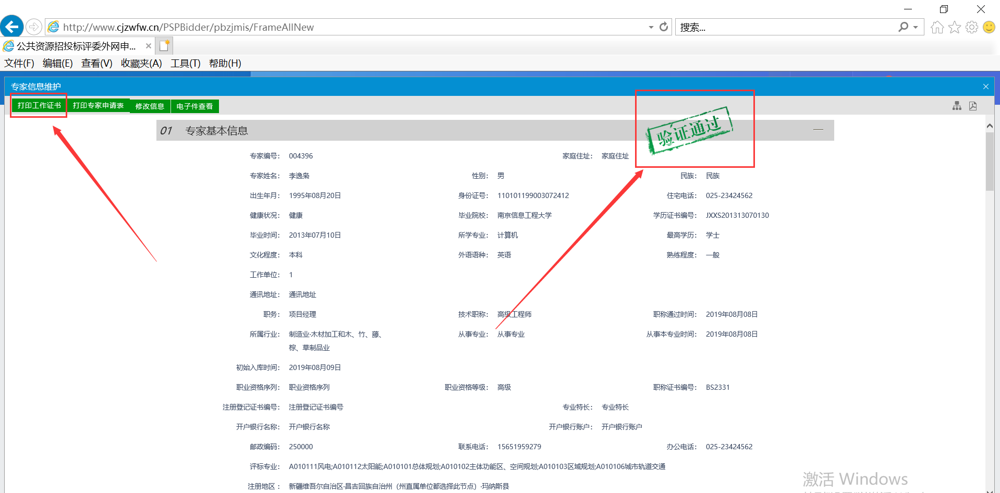 http://www.cjzwfw.cn/PSPBidder/pbzjmis/FrameAllNew
搜索...
公共资源招投标评委外网申...
文件(F) 编辑(E) 查看(V) 收藏夹(A) 工具(T) 帮助(H)
专家信息维护
打印工作证书 打印专家申请表 修改信息 电子件查看
验证通过
01 专家基本信息
专家编号： 004396 家庭住址： 家庭住址
专家姓名： 李逸枭 性别： 男 民族： 民族
出生年月： 1995年08月20日 身份证号： 110101199003072412 住宅电话： 025-23424562
健康状况： 健康 毕业院校： 南京信息工程大学 学历证书编号： JXXS201313070130
毕业时间： 2013年07月10日 所学专业： 计算机 最高学历： 学士
文化程度： 本科 外语语种： 英语 熟练程度： 一般
工作单位： 1
通讯地址： 通讯地址
职务： 项目经理 技术职称： 高级工程师 职称通过时间： 2019年08月08日
所属行业： 制造业·木材加工和木、竹、藤、 从事专业： 从事专业 从事本专业时间： 2019年08月08日
棕、草制品业
初始入库时间： 2019年08月09日
职业资格序列： 职业资格序列 职业资格等级： 高级 职称证书编号： BS2331
注册登记证书编号： 注册登记证书编号 专业特长： 专业特长
开户银行名称： 开户银行名称 开户银行账户： 开户银行账户
邮政编码： 250000 联系电话： 15651959279 办公电话： 025-23424562
评标专业： A010111风电;A010112太阳能;A010101总体规划;A010102主体功能区、空间规划;A010103区域规划;A010106城市轨道交通
注册地区： 新疆维吾尔自治区·昌吉回族自治州（州直属单位都选择此节点）·玛纳斯县
激活 Windows